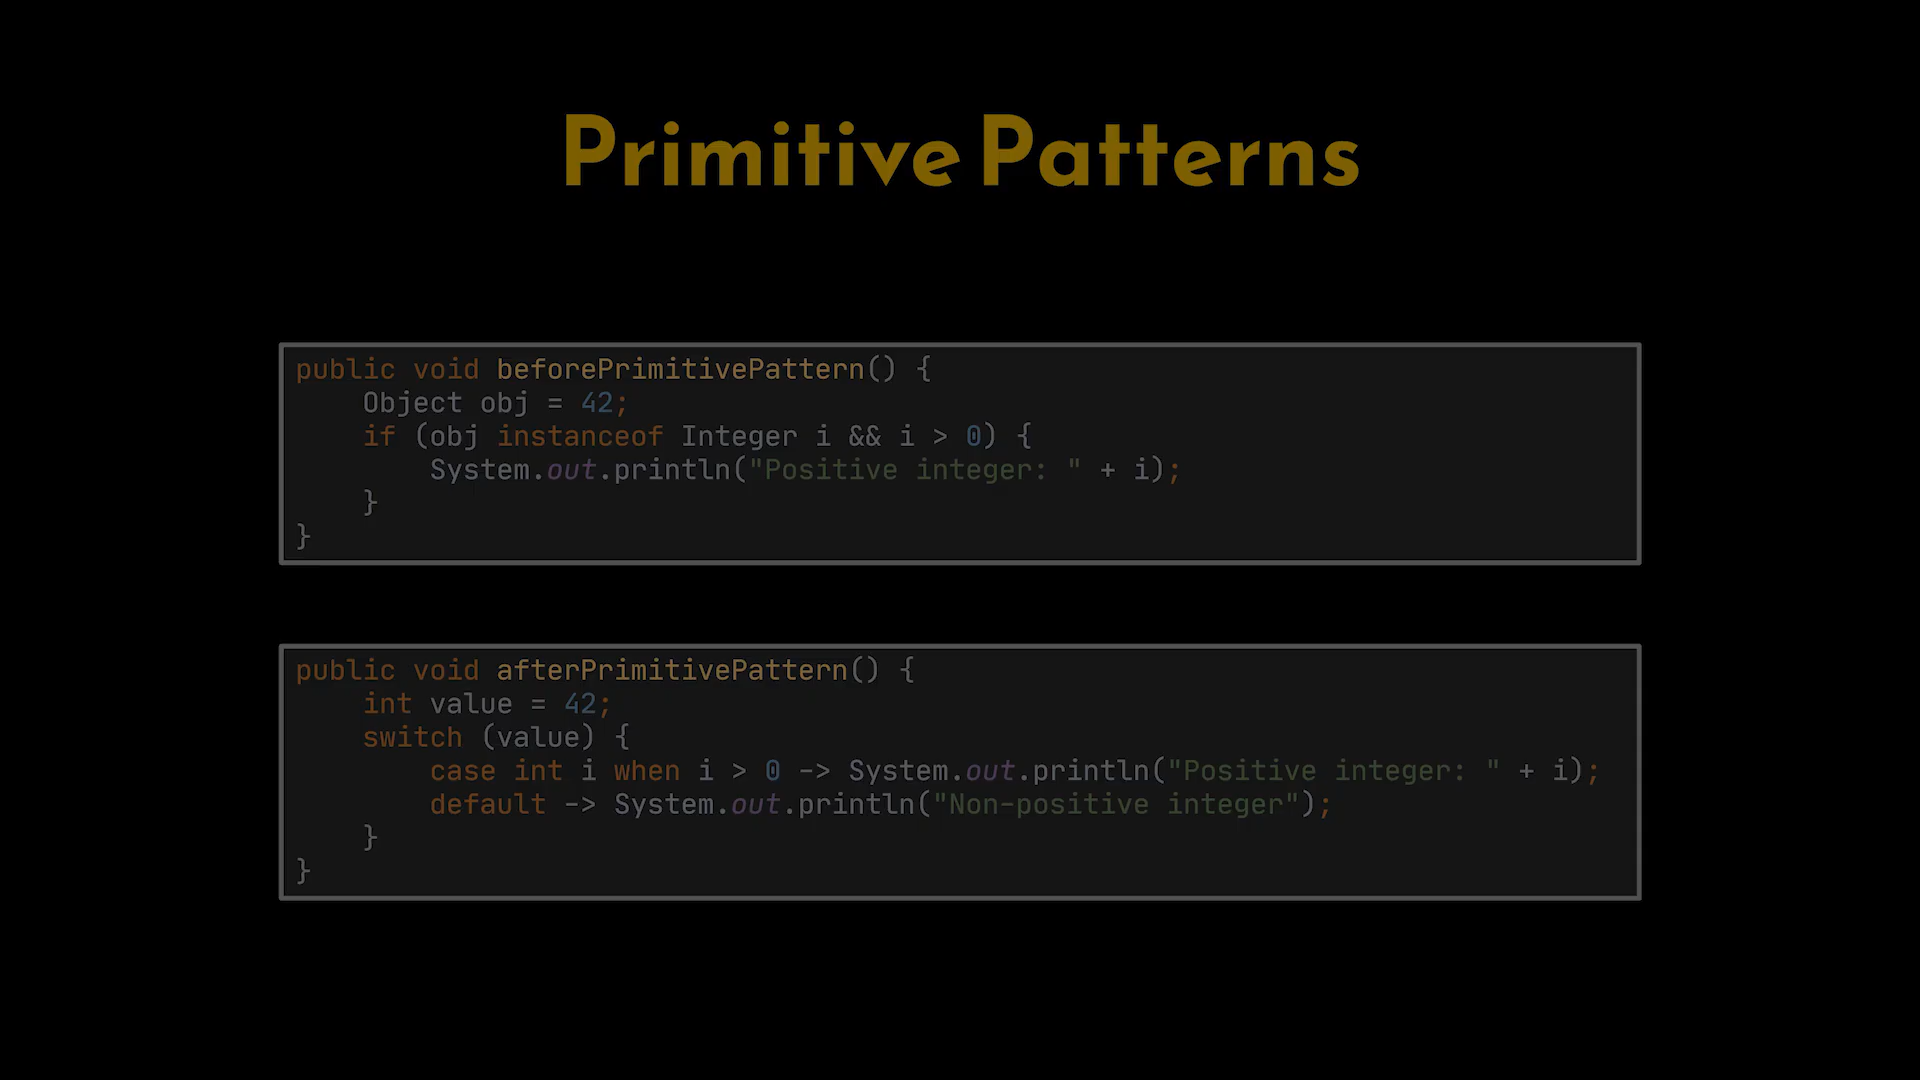 Primitive Patterns
public void beforePrimitivePattern() {
    Object obj = 42;
    if (obj instanceof Integer i && i > 0) {
        System.out.println("Positive integer: " + i);
    }
}
public void afterPrimitivePattern() {
    int value = 42;
    switch (value) {
        case int i when i > 0 -> System.out.println("Positive integer: " + i);
        default -> System.out.println("Non-positive integer");
    }
}